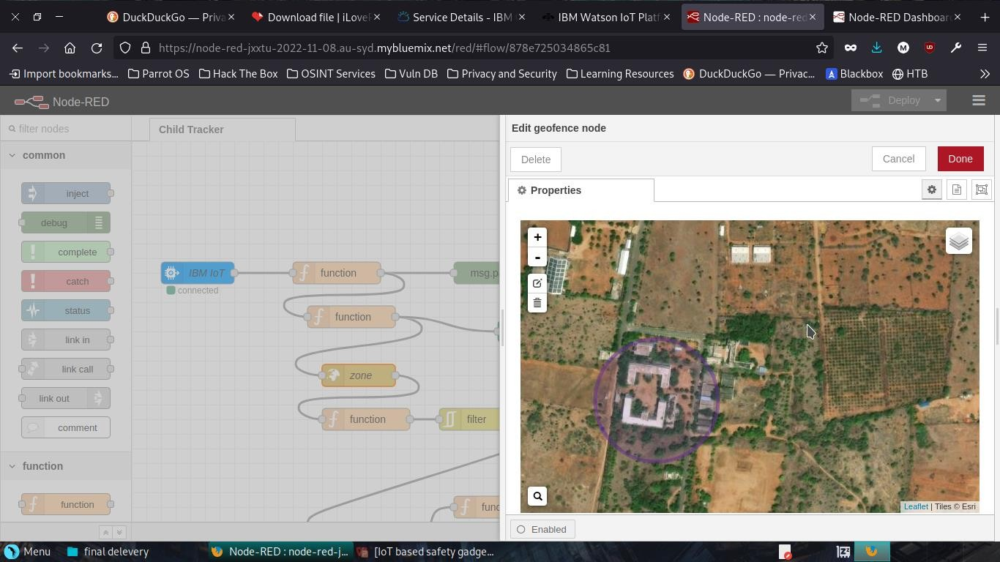 DuckDuckGo — Priva
Download file | iLoveP
Service Details - IBM
IBM Watson IoT Platf
Node-RED : node-red
Node-RED Dashboar
https://node-red-jxxtu-2022-11-08.au-syd.mybluemix.net/red/#flow/878e725034865c81
Import bookmarks...
Parrot OS
Hack The Box
OSINT Services
Vuln DB
Privacy and Security
Learning Resources
DuckDuckGo — Privac...
Blackbox
HTB
Node-RED
Deploy
filter nodes
Child Tracker
Edit geofence node
common
Delete
Cancel
Done
Properties
inject
debug
complete
catch
status
link in
link call
link out
comment
function
function
IBM IoT
connected
function
msg.p
function
zone
function
filter
func
+
-
Leaflet | Tiles © Esri
Enabled
Menu
final delevery
Node-RED : node-red-j...
[IoT based safety gadge...